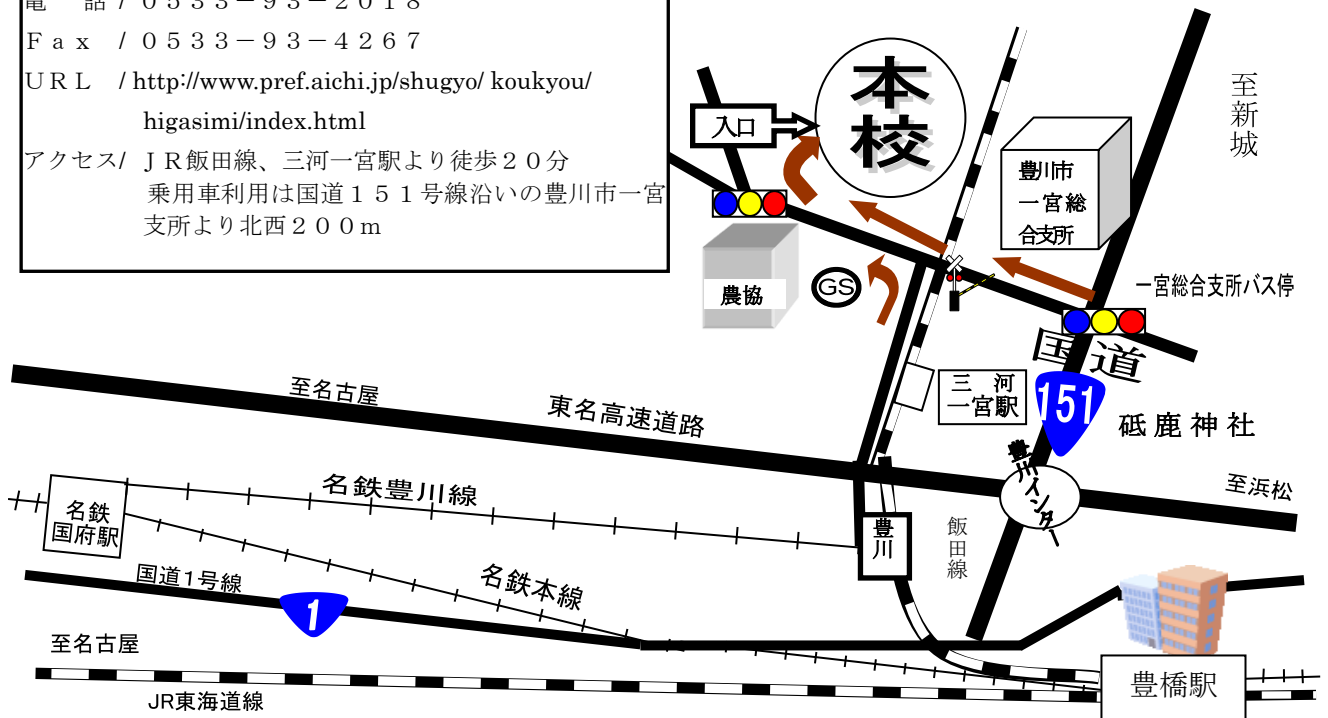 電　話 / ０５３３－９３－２０１８
Ｆａｘ / ０５３３－９３－４２６７
ＵＲＬ / http://www.pref.aichi.jp/shugyo/ koukyou/
higasimi/index.html
アクセス/ ＪＲ飯田線、三河一宮駅より徒歩２０分
乗用車利用は国道１５１号線沿いの豊川市一宮
支所より北西２００ｍ
本校
入口
至新城
豊川市
一宮総
合支所
農協
GS
一宮総合支所バス停
国道
151
三　河
一宮駅
砥鹿神社
至名古屋
東名高速道路
豊川インター
至浜松
名鉄豊川線
名鉄
国府駅
豊川
飯田線
国道1号線
1
名鉄本線
至名古屋
JR東海道線
豊橋駅